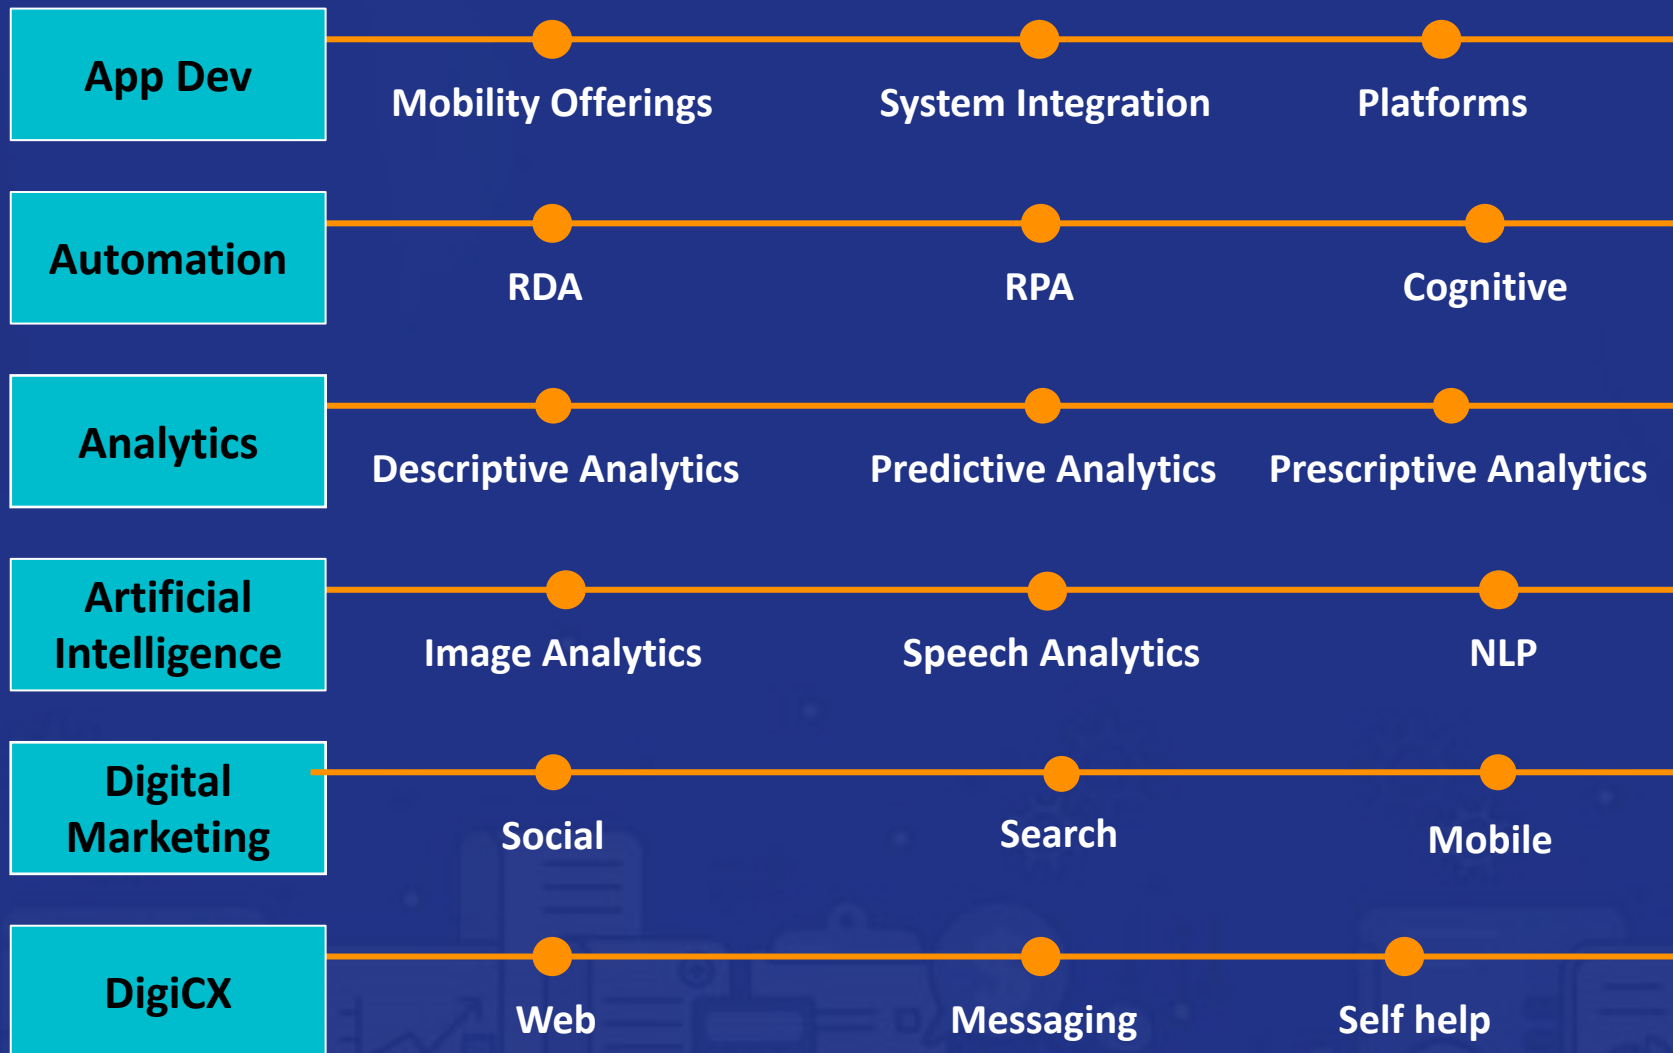 App Dev
Mobility Offerings
System Integration
Platforms
Automation
RDA
RPA
Cognitive
Analytics
Descriptive Analytics
Predictive Analytics
Prescriptive Analytics
Artificial
Intelligence
Image Analytics
Speech Analytics
NLP
Digital
Marketing
Social
Search
Mobile
DigiCX
Web
Messaging
Self help